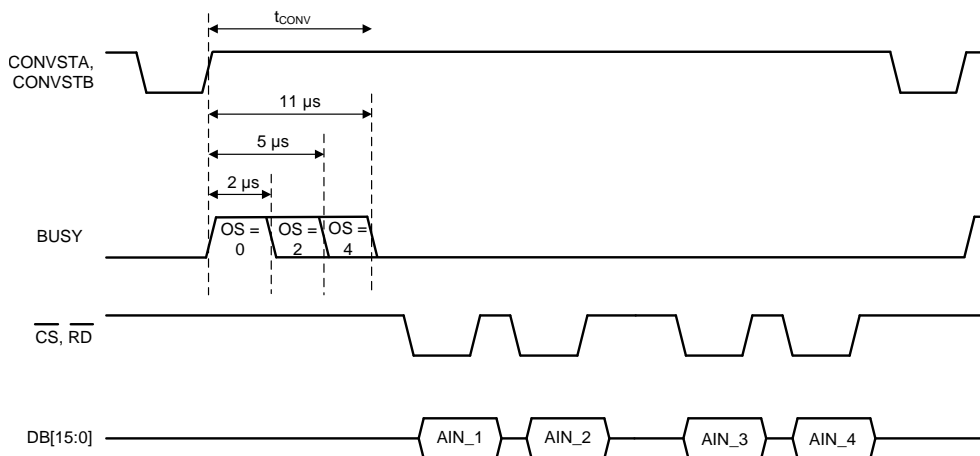 t_CONV
CONVSTA,
CONVSTB
11 µs
5 µs
2 µs
BUSY
OS =
0
OS =
2
OS =
4
CS, RD
DB[15:0]
AIN_1
AIN_2
AIN_3
AIN_4